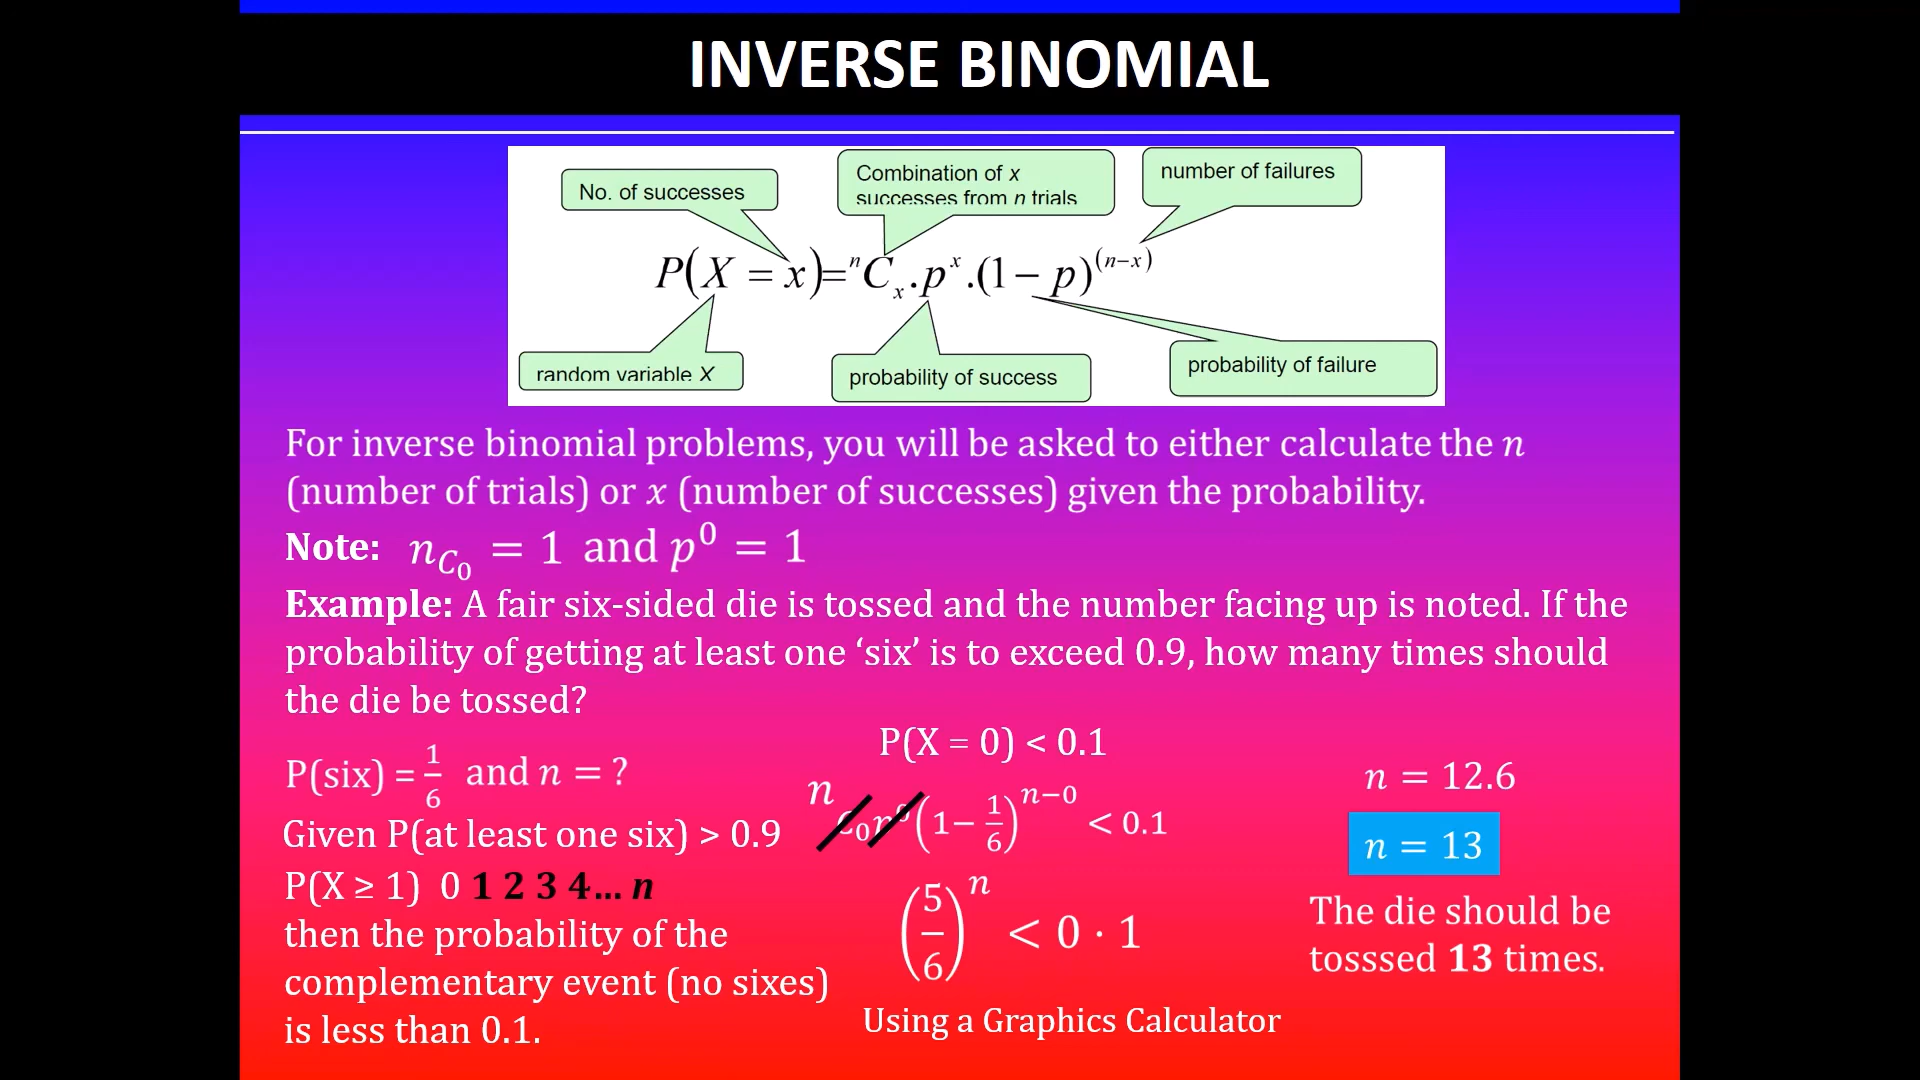 INVERSE BINOMIAL
No. of successes
Combination of x
successes from n trials
number of failures
P(X = x)=ⁿCₓ.pˣ.(1 − p)⁽ⁿ⁻ˣ⁾
random variable X
probability of success
probability of failure
For inverse binomial problems, you will be asked to either calculate the n
(number of trials) or x (number of successes) given the probability.
Note: n_C₀ = 1 and p⁰ = 1
Example: A fair six-sided die is tossed and the number facing up is noted. If the
probability of getting at least one ‘six’ is to exceed 0.9, how many times should
the die be tossed?
P(six) = 1/6 and n = ?
Given P(at least one six) > 0.9
P(X ≥ 1) 0 1 2 3 4... n
then the probability of the
complementary event (no sixes)
is less than 0.1.
P(X = 0) < 0.1
n C₀p⁰(1− 1/6)ⁿ⁻⁰ < 0.1
(5/6)ⁿ < 0 · 1
Using a Graphics Calculator
n = 12.6
n = 13
The die should be
tosssed 13 times.